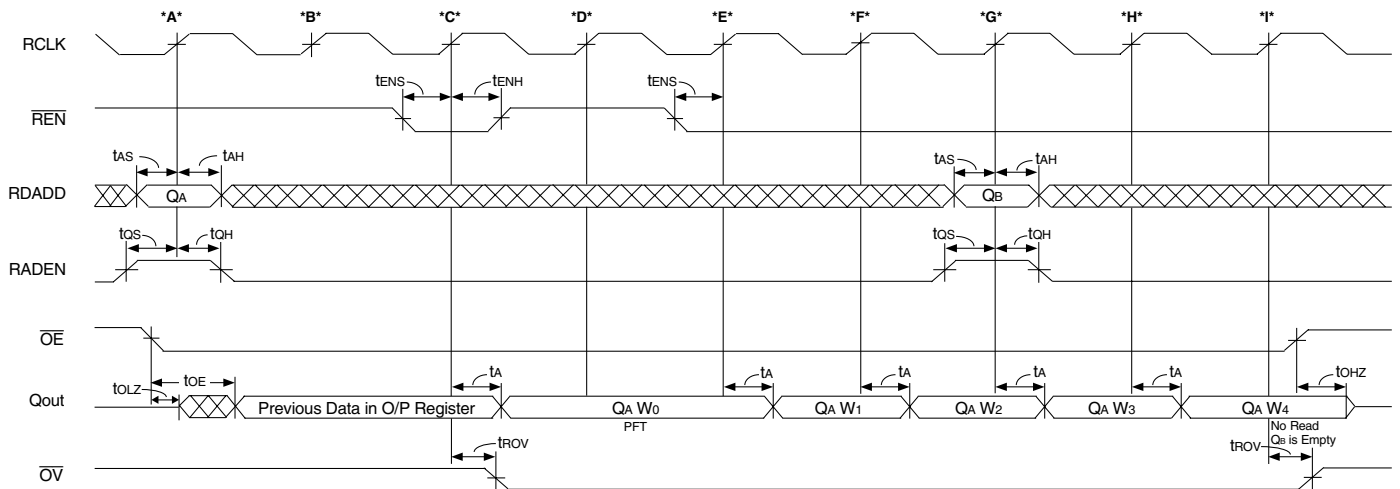 *A* *B* *C* *D* *E* *F* *G* *H* *I*
RCLK
tENS tENH tENS
REN
tAS tAH tAS tAH
RDADD QA QB
tQS tQH tQS tQH
RADEN
OE
tOLZ tOE tA tA tA tA tA tOHZ
Qout Previous Data in O/P Register QA W0 QA W1 QA W2 QA W3 QA W4
PFT No Read
QB is Empty
tROV tROV
OV